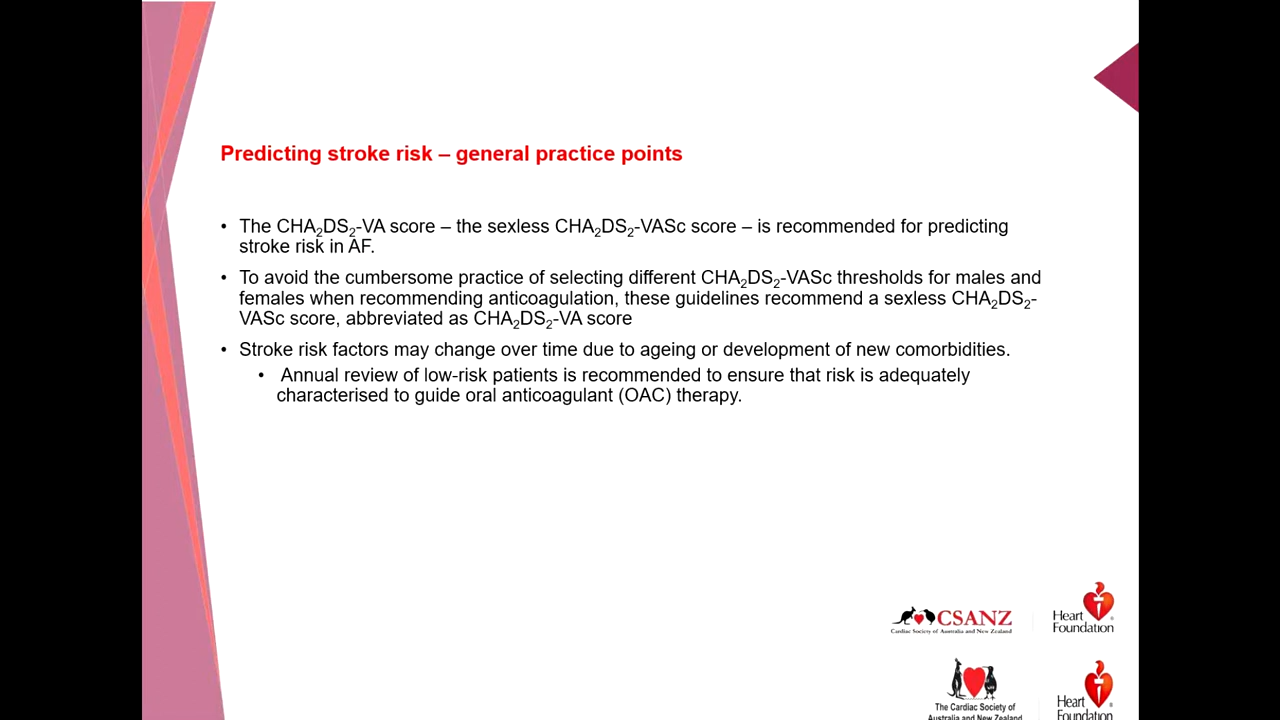 Predicting stroke risk – general practice points
• The CHA₂DS₂-VA score – the sexless CHA₂DS₂-VASc score – is recommended for predicting
stroke risk in AF.
• To avoid the cumbersome practice of selecting different CHA₂DS₂-VASc thresholds for males and
females when recommending anticoagulation, these guidelines recommend a sexless CHA₂DS₂-
VASc score, abbreviated as CHA₂DS₂-VA score
• Stroke risk factors may change over time due to ageing or development of new comorbidities.
• Annual review of low-risk patients is recommended to ensure that risk is adequately
characterised to guide oral anticoagulant (OAC) therapy.
CSANZ
Cardiac Society of Australia and New Zealand
Heart
Foundation
The Cardiac Society of
Australia and New Zealand
Heart
Foundation